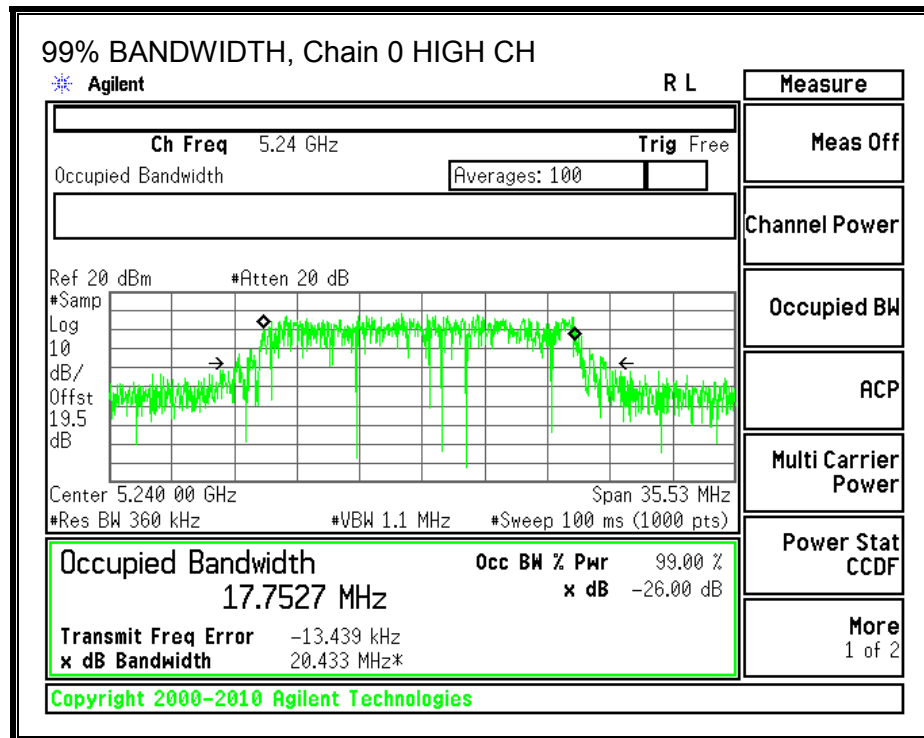 99% BANDWIDTH, Chain 0 HIGH CH
Agilent R L
Measure
Ch Freq 5.24 GHz Trig Free
Meas Off
Occupied Bandwidth Averages: 100
Channel Power
Ref 20 dBm #Atten 20 dB
#Samp
Log
10
dB/
Offst
19.5
dB
Occupied BW
ACP
Multi Carrier
Power
Center 5.240 00 GHz Span 35.53 MHz
#Res BW 360 kHz #VBW 1.1 MHz #Sweep 100 ms (1000 pts)
Power Stat
CCDF
Occupied Bandwidth Occ BW % Pwr 99.00 %
17.7527 MHz x dB -26.00 dB
Transmit Freq Error -13.439 kHz
x dB Bandwidth 20.433 MHz*
More
1 of 2
Copyright 2000-2010 Agilent Technologies